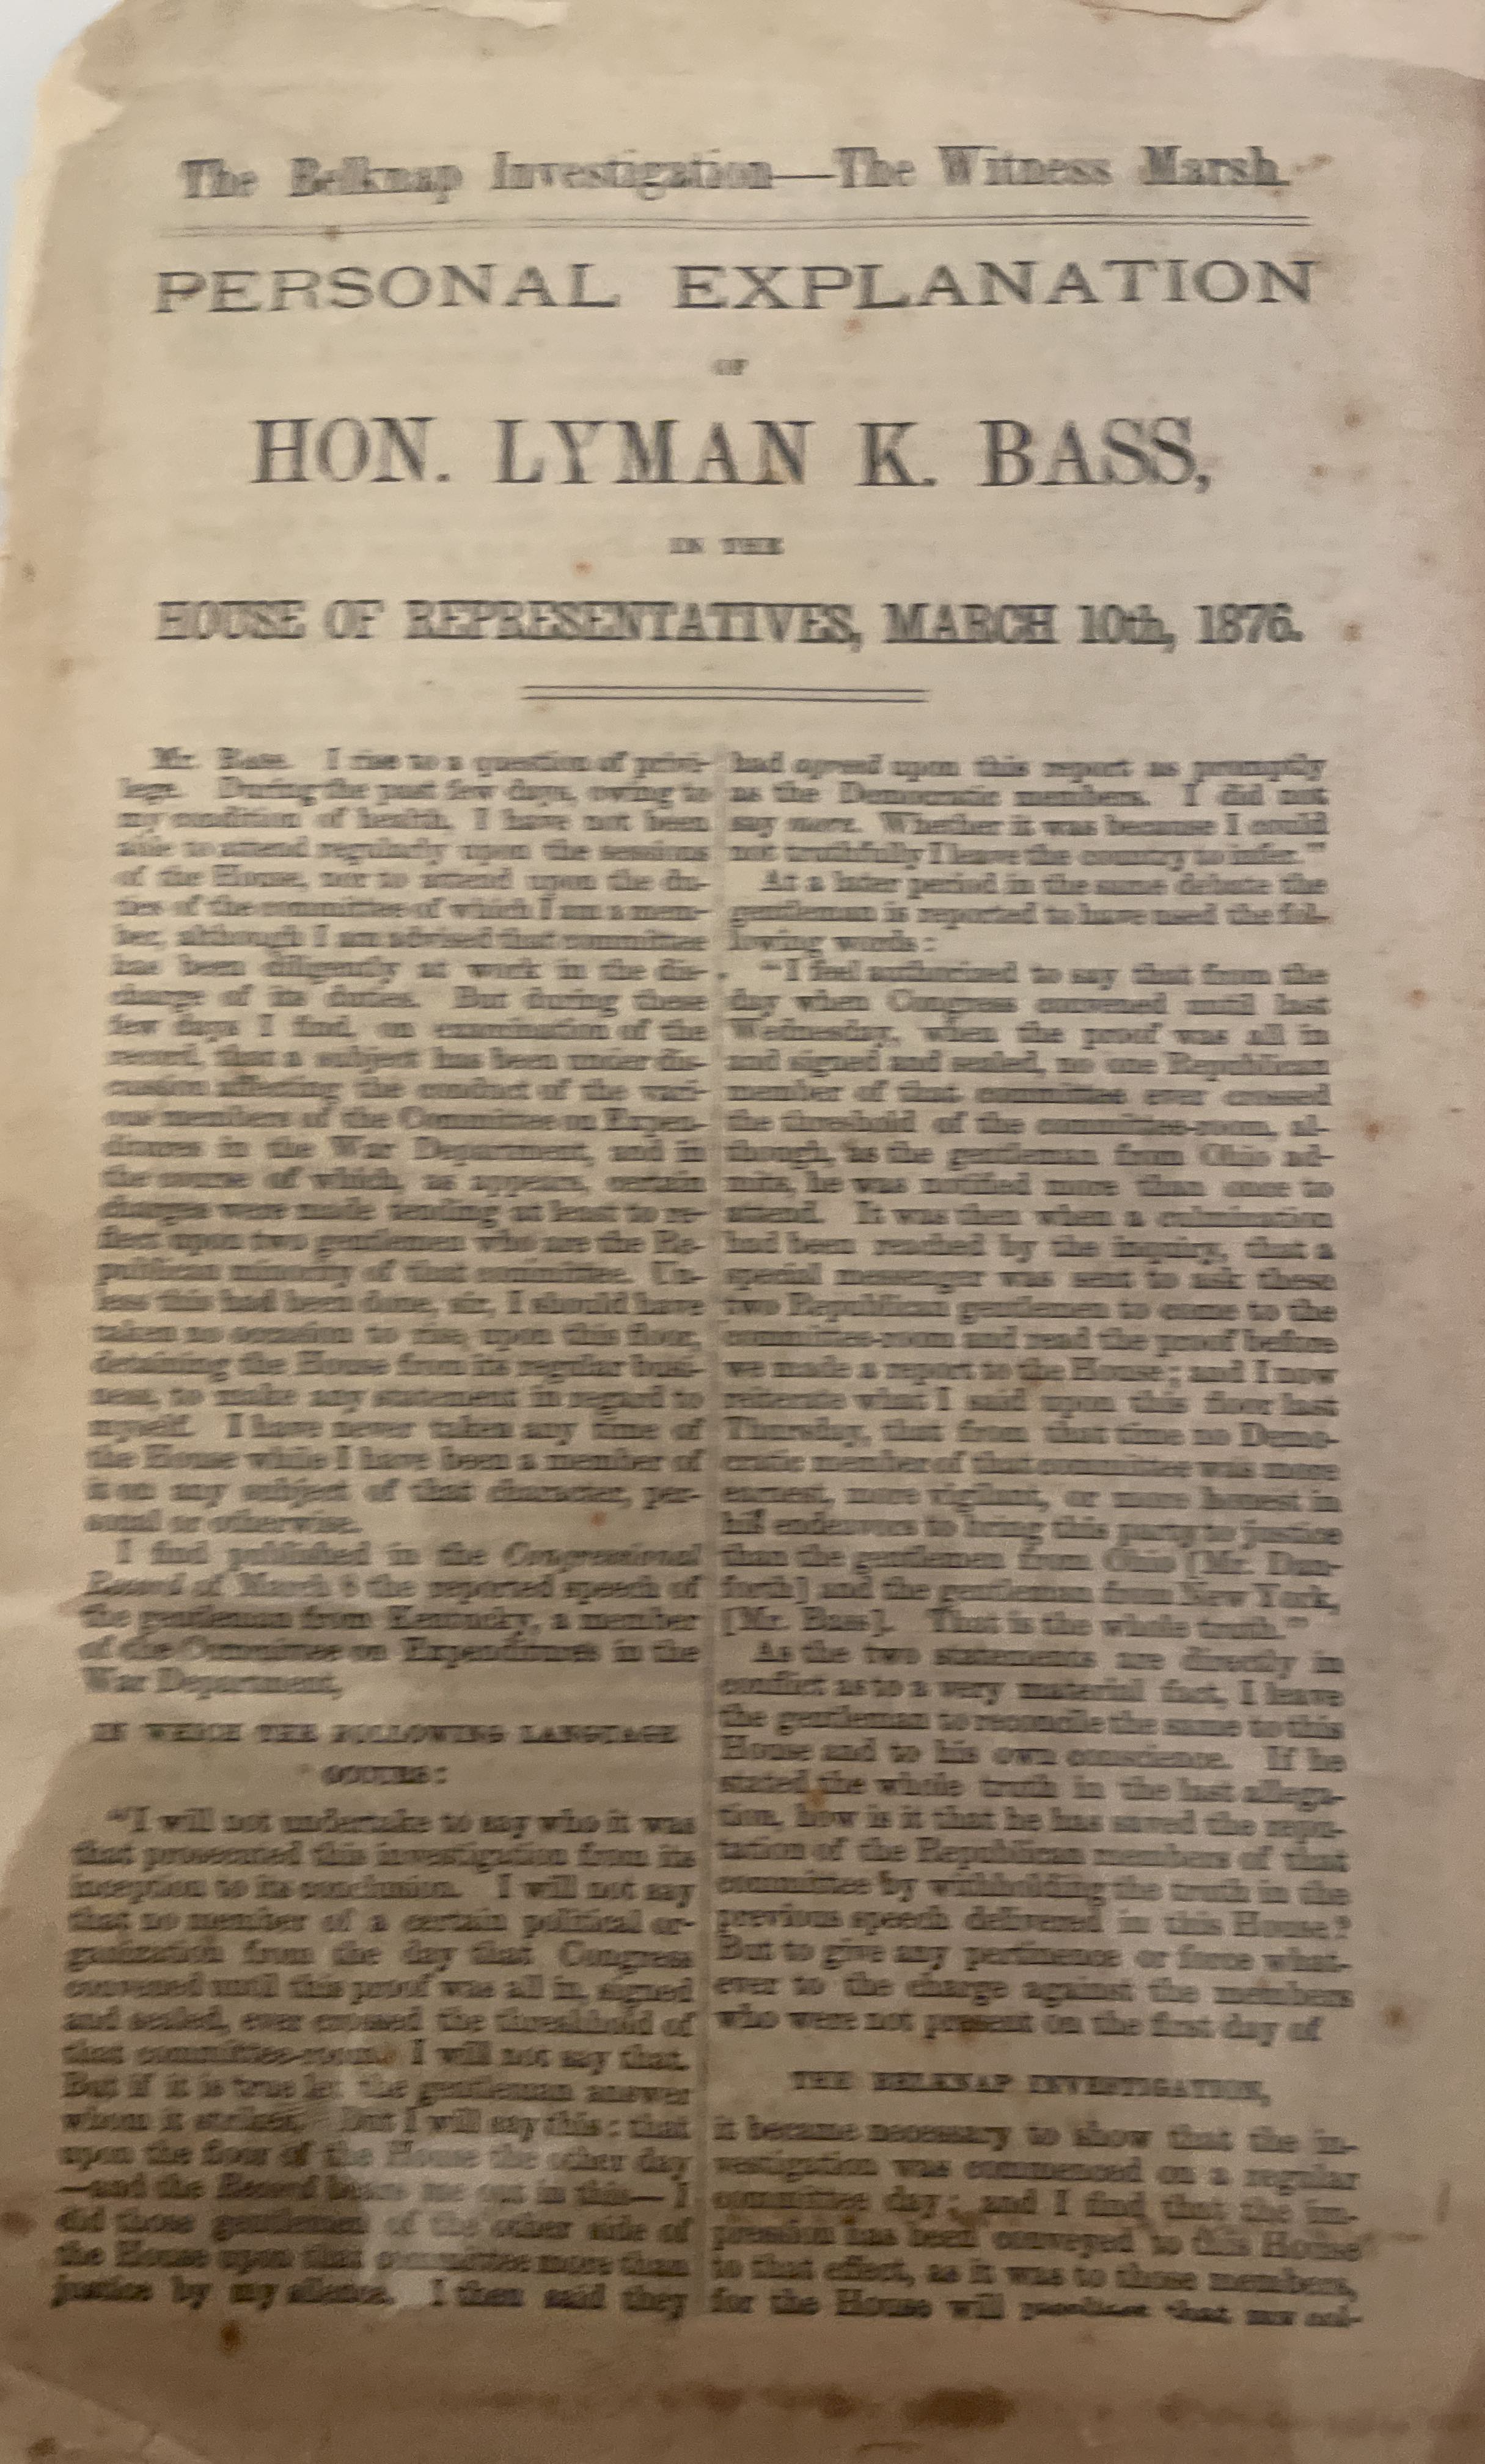 The Belknap Investigation—The Witness Marsh.
PERSONAL EXPLANATION
OF
HON. LYMAN K. BASS,
IN THE
HOUSE OF REPRESENTATIVES, MARCH 10th, 1876.
Mr. Bass. I rise to a question of privi-
lege. During the past few days, owing to
my condition of health, I have not been
able to attend regularly upon the sessions
of the House, nor to attend upon the du-
ties of the committee of which I am a mem-
ber, although I am advised that committee
has been diligently at work in the dis-
charge of its duties. But during these
few days I find, on examination of the
record, that a subject has been under dis-
cussion affecting the conduct of the vari-
ous members of the Committee on Expen-
ditures in the War Department, and in
the course of which, as appears, certain
charges were made tending at least to re-
flect upon two gentlemen who are the Re-
publican minority of that committee. Un-
less this had been done, sir, I should have
taken no occasion to rise, upon this floor,
detaining the House from its regular busi-
ness, to make any statement in regard to
myself. I have never taken any time of
the House while I have been a member of
it on any subject of that character, per-
sonal or otherwise.
I find published in the Congressional
Record of March 8 the reported speech of
the gentleman from Kentucky, a member
of the Committee on Expenditures in the
War Department,
IN WHICH THE FOLLOWING LANGUAGE
OCCURS:
"I will not undertake to say who it was
that prosecuted this investigation from its
inception to its conclusion. I will not say
that no member of a certain political or-
ganization from the day that Congress
convened until this proof was all in, signed
and sealed, ever crossed the threshhold of
that committee-room. I will not say that.
But if it is true let the gentleman answer
whom it strikes. But I will say this: that
upon the floor of the House the other day
—and the Record bears me out in this—I
did those gentlemen of the other side of
the House upon that committee more than
justice by my silence. I then said they
had agreed upon this report as promptly
as the Democratic members. I did not
say more. Whether it was because I could
not truthfully I leave the country to infer."
At a later period in the same debate the
gentleman is reported to have used the fol-
lowing words:
"I feel authorized to say that from the
day when Congress convened until last
Wednesday, when the proof was all in
and signed and sealed, no one Republican
member of that committee ever crossed
the threshold of the committee-room, al-
though, as the gentleman from Ohio ad-
mits, he was notified more than once to
attend. It was then when a culmination
had been reached by the inquiry, that a
special messenger was sent to ask these
two Republican gentlemen to come to the
committee-room and read the proof before
we made a report to the House; and I now
reiterate what I said upon this floor last
Thursday, that from that time no Demo-
cratic member of that committee was more
earnest, more vigilant, or more honest in
his endeavors to bring this party to justice
than the gentlemen from Ohio [Mr. Dan-
forth] and the gentleman from New York,
[Mr. Bass]. That is the whole truth."
As the two statements are directly in
conflict as to a very material fact, I leave
the gentleman to reconcile the same to this
House and to his own conscience. If he
stated the whole truth in the last allega-
tion, how is it that he has saved the repu-
tation of the Republican members of that
committee by withholding the truth in the
previous speech delivered in this House?
But to give any pertinence or force what-
ever to the charge against the members
who were not present on the first day of
THE BELKNAP INVESTIGATION,
it became necessary to show that the in-
vestigation was commenced on a regular
committee day; and I find that the im-
pression has been conveyed to this House
to that effect, as it was to those members,
for the House will that my col-